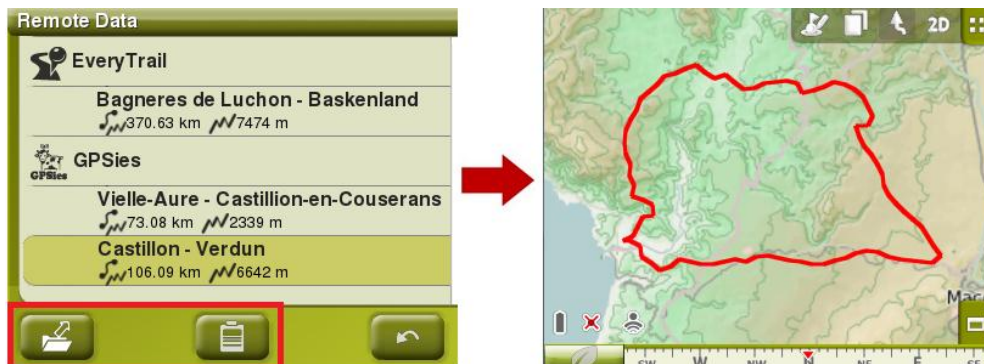 Remote Data
EveryTrail
Bagneres de Luchon - Baskenland
370.63 km 7474 m
GPSies
GPSies
Vielle-Aure - Castillion-en-Couserans
73.08 km 2339 m
Castillon - Verdun
106.09 km 6642 m
2D
SW W NW N NE E SE